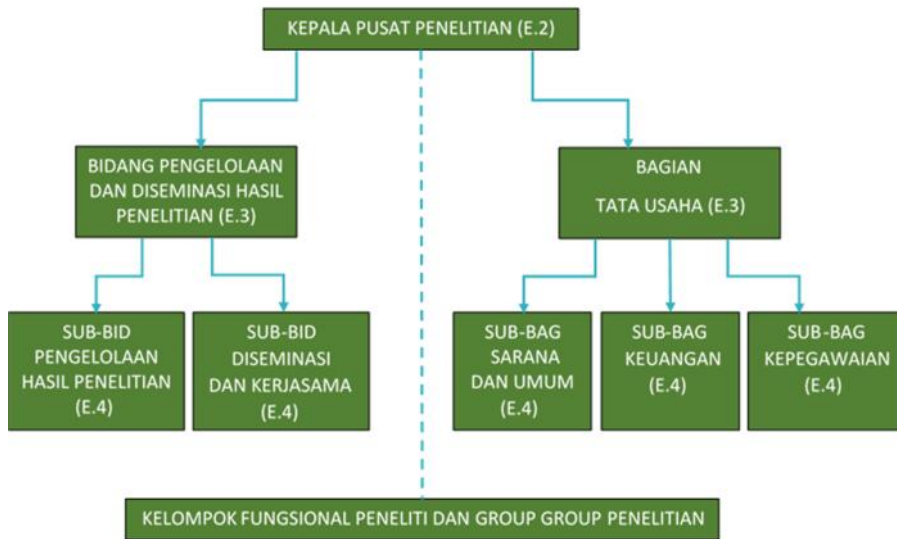 KEPALA PUSAT PENELITIAN (E.2)
BIDANG PENGELOLAAN
DAN DISEMINASI HASIL
PENELITIAN (E.3)
BAGIAN
TATA USAHA (E.3)
SUB-BID
PENGELOLAAN
HASIL PENELITIAN
(E.4)
SUB-BID
DISEMINASI
DAN KERJASAMA
(E.4)
SUB-BAG
SARANA
DAN UMUM
(E.4)
SUB-BAG
KEUANGAN
(E.4)
SUB-BAG
KEPEGAWAIAN
(E.4)
KELOMPOK FUNGSIONAL PENELITI DAN GROUP GROUP PENELITIAN